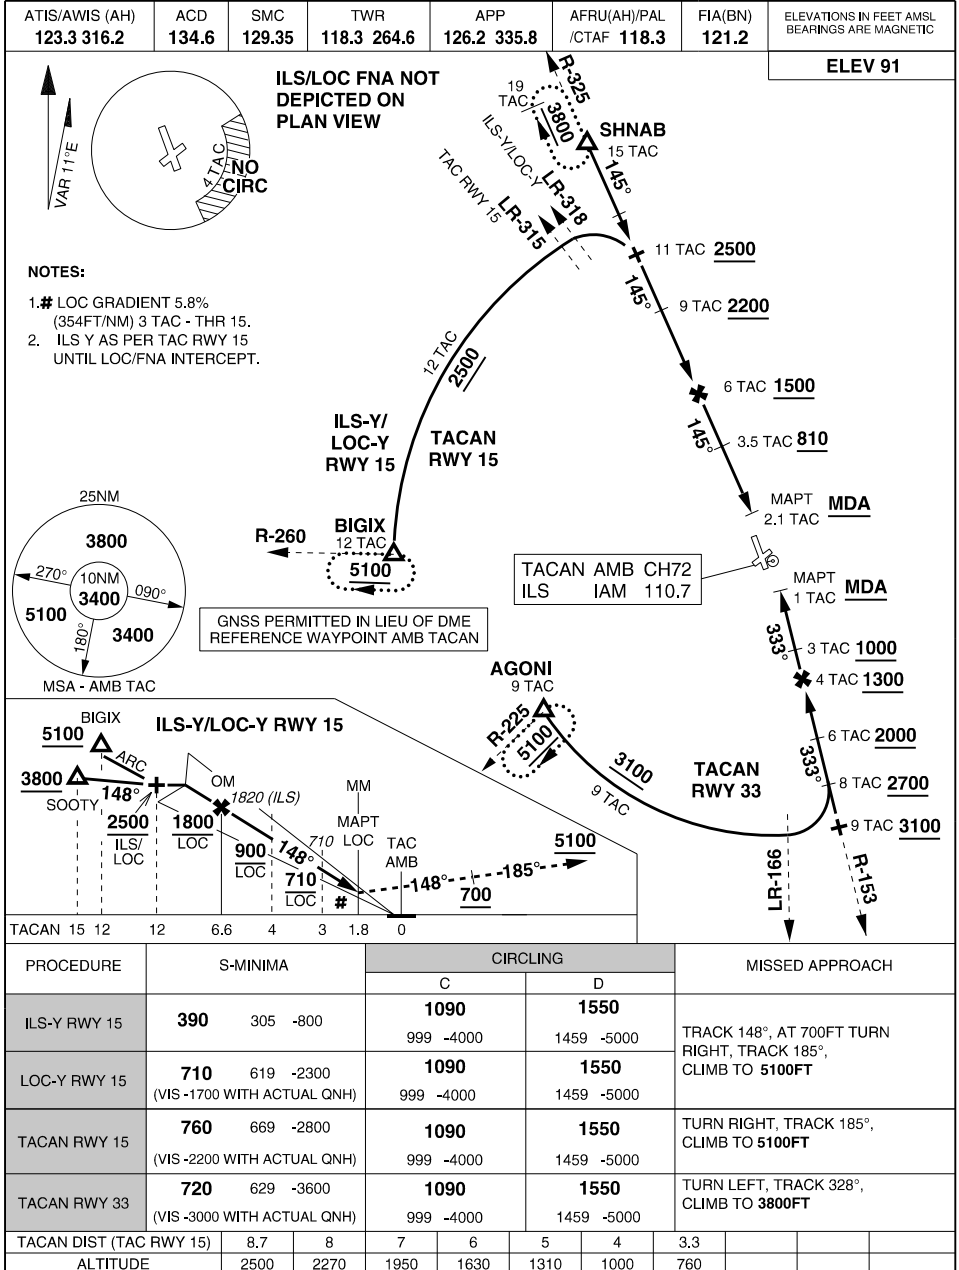 ATIS/AWIS (AH) ACD SMC TWR APP AFRU(AH)/PAL FIA(BN) ELEVATIONS IN FEET AMSL
123.3 316.2 134.6 129.35 118.3 264.6 126.2 335.8 /CTAF 118.3 121.2 BEARINGS ARE MAGNETIC
ELEV 91
ILS/LOC FNA NOT
DEPICTED ON
PLAN VIEW
VAR 11°E
4 TAC
NO
CIRC
R-325
19
TAC
3800
SHNAB
15 TAC
ILS-Y/LOC-Y
TAC RWY 15
LR-318
LR-315
145°
11 TAC 2500
145°
9 TAC 2200
6 TAC 1500
145°
3.5 TAC 810
MAPT MDA
2.1 TAC
NOTES:
1.# LOC GRADIENT 5.8%
(354FT/NM) 3 TAC - THR 15.
2. ILS Y AS PER TAC RWY 15
UNTIL LOC/FNA INTERCEPT.
12 TAC
2500
ILS-Y/
LOC-Y
RWY 15
TACAN
RWY 15
BIGIX
12 TAC
R-260
5100
25NM
3800
270°
10NM
3400
090°
5100
3400
180°
MSA - AMB TAC
GNSS PERMITTED IN LIEU OF DME
REFERENCE WAYPOINT AMB TACAN
TACAN AMB CH72
ILS IAM 110.7
MAPT MDA
1 TAC
333°
3 TAC 1000
4 TAC 1300
6 TAC 2000
333°
8 TAC 2700
9 TAC 3100
AGONI
9 TAC
R-225
5100
3100
9 TAC
TACAN
RWY 33
LR-166
R-153
BIGIX
5100
ILS-Y/LOC-Y RWY 15
ARC
3800
SOOTY
148°
OM
1820 (ILS)
MM
2500
ILS/
LOC
1800
LOC
900
LOC
148°
710
710
LOC
MAPT
LOC
TAC
AMB
#
148°
700
185°
5100
TACAN 15 12 12 6.6 4 3 1.8 0
PROCEDURE S-MINIMA CIRCLING MISSED APPROACH
C D
ILS-Y RWY 15 390 305 -800 1090 1550
999 -4000 1459 -5000
TRACK 148°, AT 700FT TURN
RIGHT, TRACK 185°,
CLIMB TO 5100FT
LOC-Y RWY 15 710 619 -2300 1090 1550
(VIS -1700 WITH ACTUAL QNH) 999 -4000 1459 -5000
TACAN RWY 15 760 669 -2800 1090 1550
(VIS -2200 WITH ACTUAL QNH) 999 -4000 1459 -5000
TURN RIGHT, TRACK 185°,
CLIMB TO 5100FT
TACAN RWY 33 720 629 -3600 1090 1550
(VIS -3000 WITH ACTUAL QNH) 999 -4000 1459 -5000
TURN LEFT, TRACK 328°,
CLIMB TO 3800FT
TACAN DIST (TAC RWY 15) 8.7 8 7 6 5 4 3.3
ALTITUDE 2500 2270 1950 1630 1310 1000 760